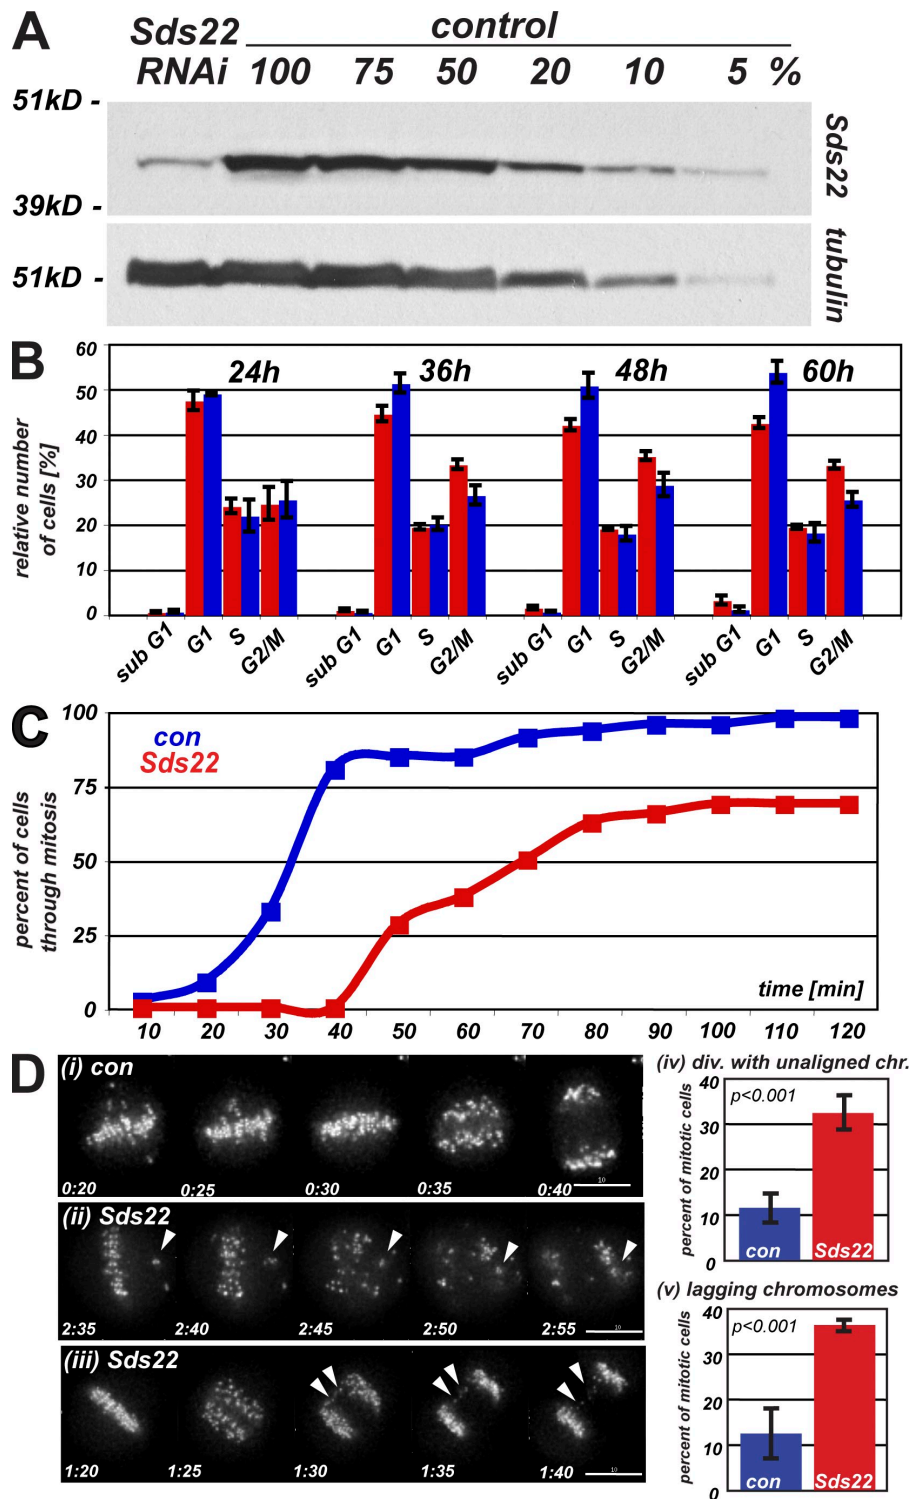 A
Sds22 control
RNAi 100 75 50 20 10 5 %
51kD -
39kD -
Sds22
51kD -
tubulin
B
relative number
of cells [%]
60
50
40
30
20
10
0
24h 36h 48h 60h
sub G1 G1 S G2/M sub G1 G1 S G2/M sub G1 G1 S G2/M sub G1 G1 S G2/M
C
percent of cells
through mitosis
100
75
50
25
0
con
Sds22
time [min]
10 20 30 40 50 60 70 80 90 100 110 120
D
(i) con
0:20 0:25 0:30 0:35 0:40
10
(ii) Sds22
2:35 2:40 2:45 2:50 2:55
10
(iii) Sds22
1:20 1:25 1:30 1:35 1:40
10
(iv) div. with unaligned chr.
percent of mitotic cells
40
30
20
10
0
p<0.001
con Sds22
(v) lagging chromosomes
percent of mitotic cells
40
30
20
10
0
p<0.001
con Sds22